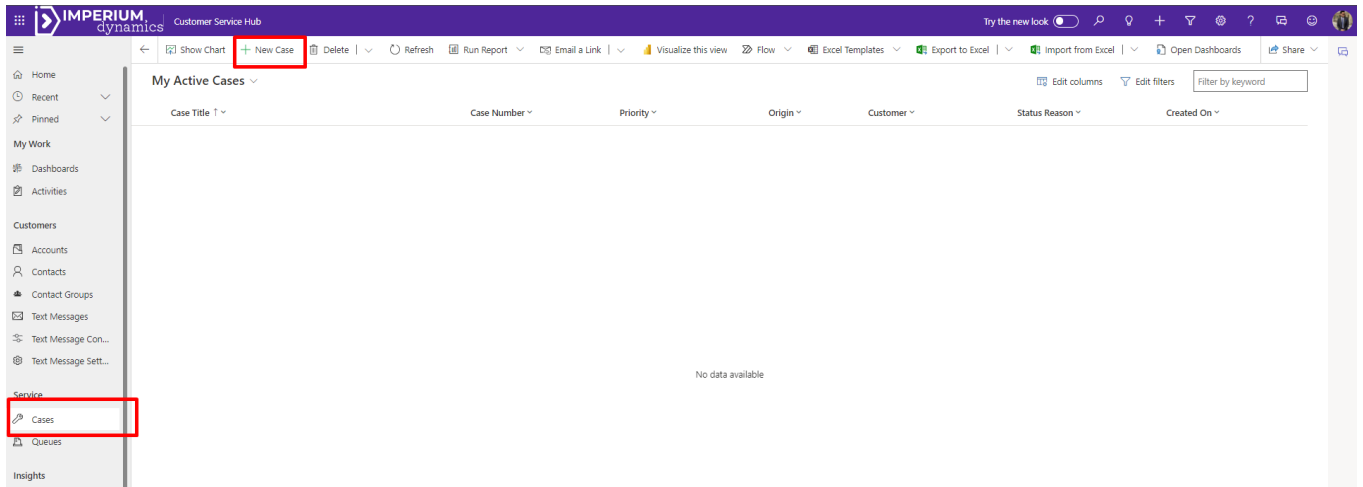 IMPERIUM
dynamics
Customer Service Hub
Try the new look
Show Chart
New Case
Delete
Refresh
Run Report
Email a Link
Visualize this view
Flow
Excel Templates
Export to Excel
Import from Excel
Open Dashboards
Share
Home
Recent
Pinned
My Work
Dashboards
Activities
Customers
Accounts
Contacts
Contact Groups
Text Messages
Text Message Con...
Text Message Sett...
Service
Cases
Queues
Insights
My Active Cases
Edit columns
Edit filters
Filter by keyword
Case Title
Case Number
Priority
Origin
Customer
Status Reason
Created On
No data available